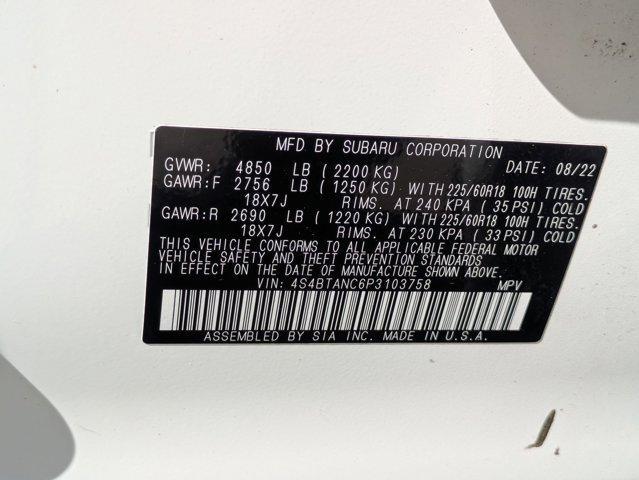 MFD BY SUBARU CORPORATION
GVWR: 4850 LB ( 2200 KG) DATE: 08/22
GAWR:F 2756 LB ( 1250 KG) WITH 225/60R18 100H TIRES.
18X7J RIMS. AT 240 KPA ( 35 PSI) COLD
GAWR:R 2690 LB ( 1220 KG) WITH 225/60R18 100H TIRES.
18X7J RIMS. AT 230 KPA ( 33 PSI) COLD
THIS VEHICLE CONFORMS TO ALL APPLICABLE FEDERAL MOTOR
VEHICLE SAFETY AND THEFT PREVENTION STANDARDS
IN EFFECT ON THE DATE OF MANUFACTURE SHOWN ABOVE.
VIN: 4S4BTANC6P3103758 MPV
ASSEMBLED BY SIA INC. MADE IN U.S.A.